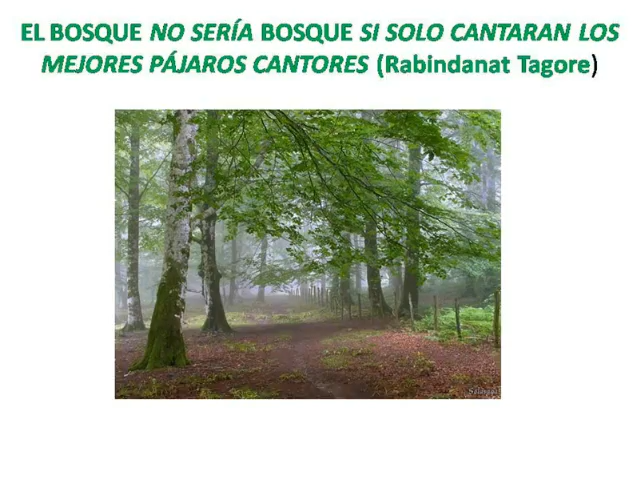 EL BOSQUE NO SERÍA BOSQUE SI SOLO CANTARAN LOS
MEJORES PÁJAROS CANTORES (Rabindanat Tagore)